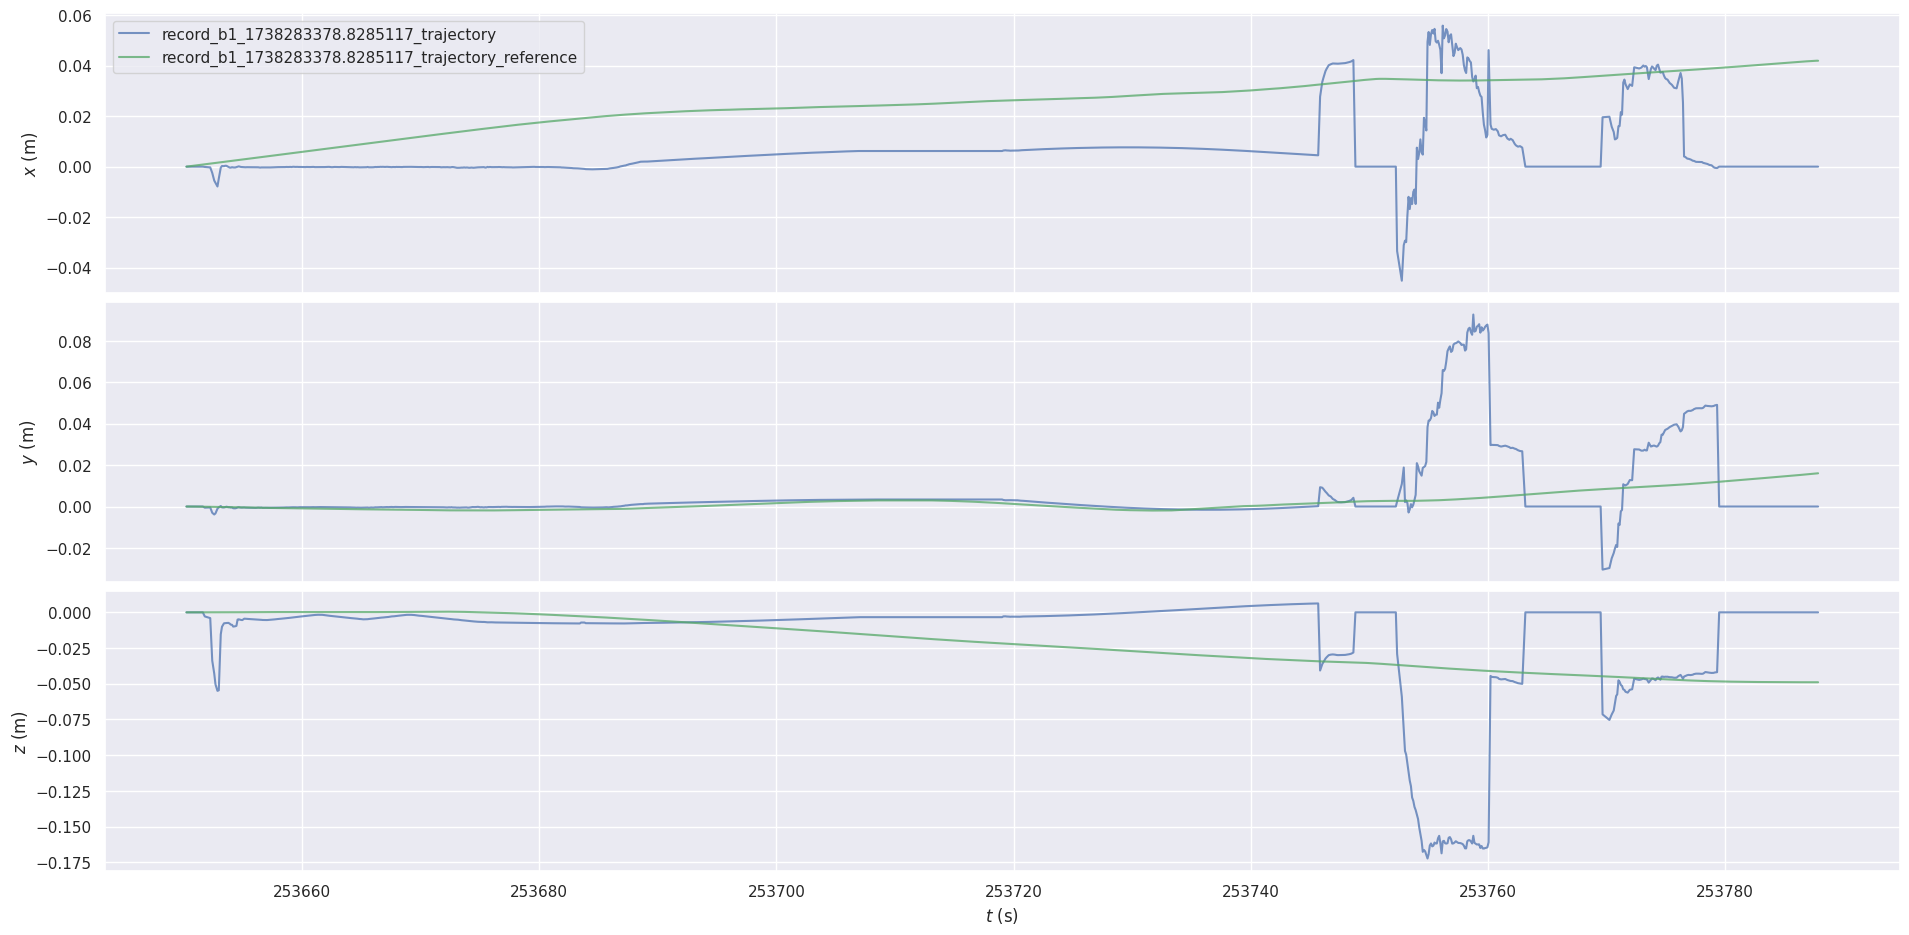 0.06
0.04
0.02
0.00
−0.02
−0.04
x (m)
record_b1_1738283378.8285117_trajectory
record_b1_1738283378.8285117_trajectory_reference
0.08
0.06
0.04
0.02
0.00
−0.02
y (m)
0.000
−0.025
−0.050
−0.075
−0.100
−0.125
−0.150
−0.175
z (m)
253660 253680 253700 253720 253740 253760 253780
t (s)